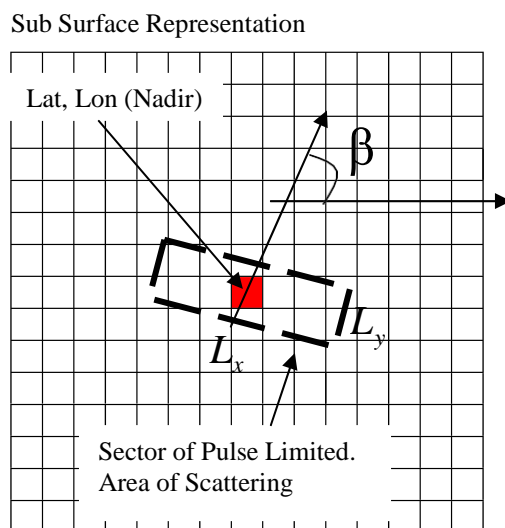 Sub Surface Representation
Lat, Lon (Nadir)
β
L_y
L_x
Sector of Pulse Limited.
Area of Scattering